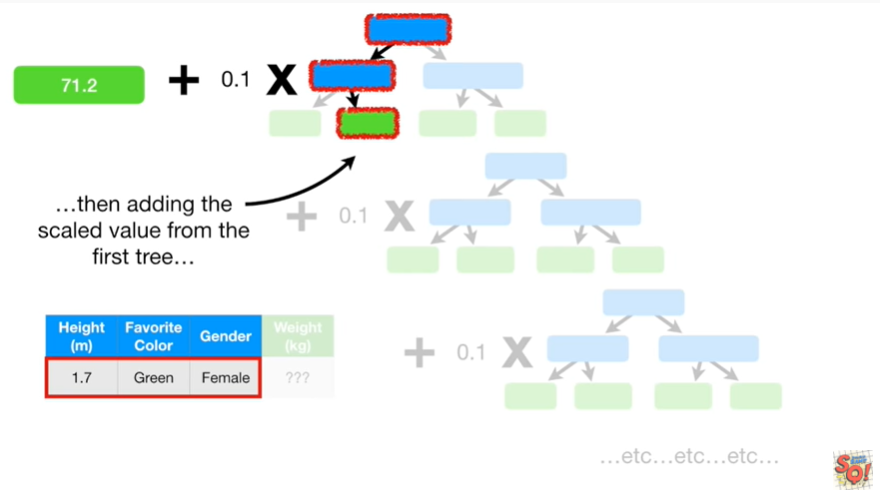 71.2 + 0.1 X
…then adding the
scaled value from the
first tree…
+ 0.1 X
Height (m) Favorite Color Gender Weight (kg)
1.7 Green Female ???
+ 0.1 X
…etc…etc…etc…
SQ!